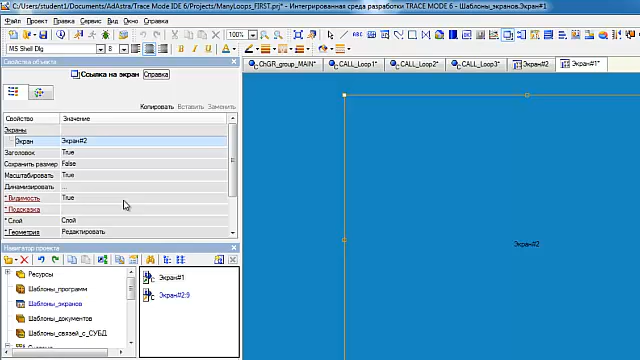 C:/Users/student1/Documents/AdAstra/Trace Mode IDE 6/Projects/ManyLoops_FIRST.prj* - Интегрированная среда разработки TRACE MODE 6 - Шаблоны_экранов.Экран#1*
Файл Проект Правка Сервис Вид Окно Справка
MS Shell Dlg 8
Свойства объекта
Ссылка на экран Справка
Копировать Вставить Заменить
Свойство Значение
Экраны
Экран Экран#2
Заголовок True
Сохранить размер False
Масштабировать True
Динамизировать ...
* Видимость True
* Подсказка
* Слой Слой
* Геометрия Редактировать
Навигатор проекта
Ресурсы
Шаблоны_программ
Шаблоны_экранов
Шаблоны_документов
Шаблоны_связей_с_СУБД
Система
Экран#1
Экран#2:9
ChGR_group_MAIN* CALL_Loop1* CALL_Loop2* CALL_Loop3* Экран#2 Экран#1*
Экран#2